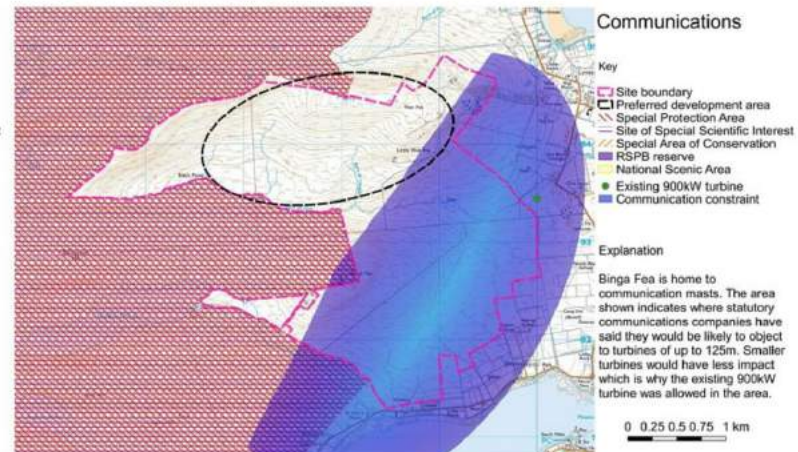 Communications
Key
Site boundary
Preferred development area
Special Protection Area
Site of Special Scientific Interest
Special Area of Conservation
RSPB reserve
National Scenic Area
Existing 900kW turbine
Communication constraint
Explanation
Binga Fea is home to
communication masts. The area
shown indicates where statutory
communications companies have
said they would be likely to object
to turbines of up to 125m. Smaller
turbines would have less impact
which is why the existing 900kW
turbine was allowed in the area.
0 0.25 0.5 0.75 1 km